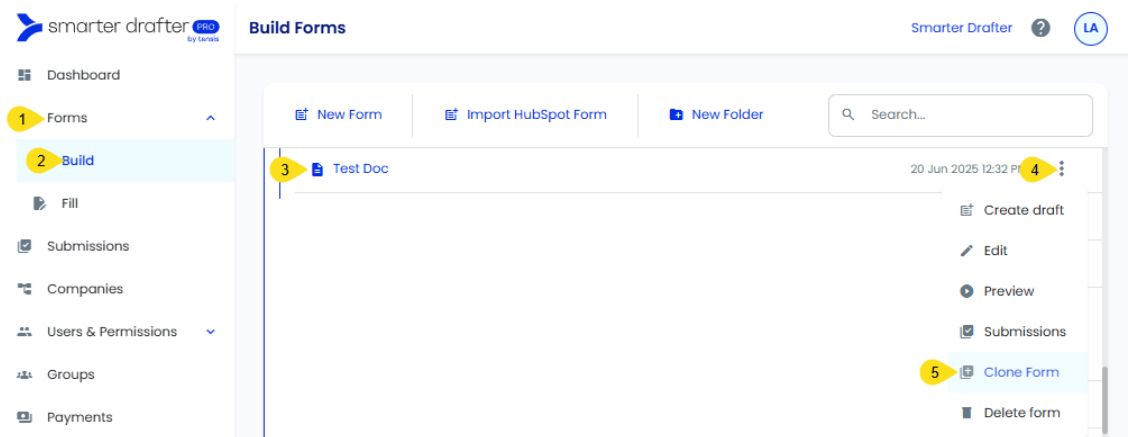 smarter drafter PRO
by tensis
Build Forms
Smarter Drafter
?
LA
Dashboard
1 Forms
New Form
Import HubSpot Form
New Folder
Search...
2 Build
3 Test Doc
20 Jun 2025 12:32 P
4
Fill
Create draft
Submissions
Edit
Companies
Preview
Users & Permissions
Submissions
Groups
5 Clone Form
Payments
Delete form